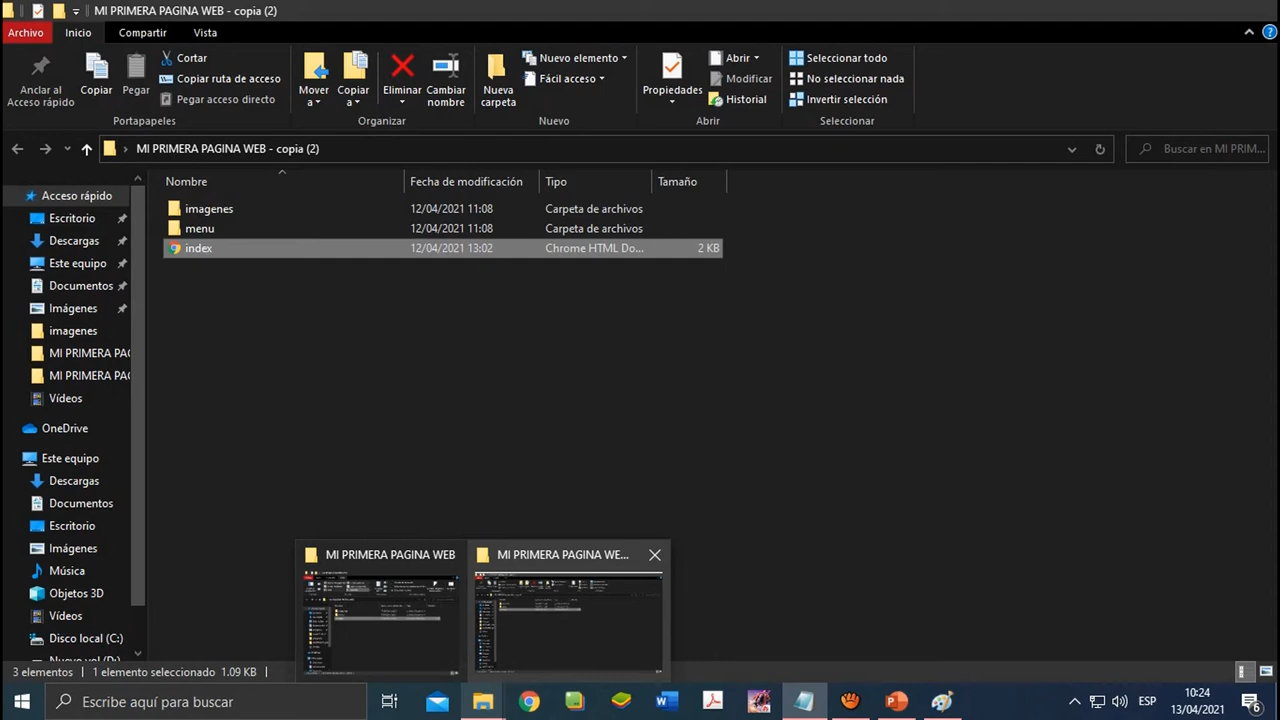 MI PRIMERA PAGINA WEB - copia (2)
Archivo Inicio Compartir Vista
Anclar al Acceso rápido
Copiar
Pegar
Cortar
Copiar ruta de acceso
Pegar acceso directo
Portapapeles
Mover a
Copiar a
Eliminar
Cambiar nombre
Organizar
Nueva carpeta
Nuevo elemento
Fácil acceso
Nuevo
Propiedades
Abrir
Modificar
Historial
Abrir
Seleccionar todo
No seleccionar nada
Invertir selección
Seleccionar
MI PRIMERA PAGINA WEB - copia (2)
Buscar en MI PRIM...
Nombre Fecha de modificación Tipo Tamaño
imagenes 12/04/2021 11:08 Carpeta de archivos
menu 12/04/2021 11:08 Carpeta de archivos
index 12/04/2021 13:02 Chrome HTML Do... 2 KB
Acceso rápido
Escritorio
Descargas
Este equipo
Documentos
Imágenes
imagenes
MI PRIMERA PAG
MI PRIMERA PAG
Vídeos
OneDrive
Este equipo
Descargas
Documentos
Escritorio
Imágenes
Música
Objetos 3D
Vídeos
Disco local (C:)
MI PRIMERA PAGINA WEB
MI PRIMERA PAGINA WE...
3 elementos 1 elemento seleccionado 1.09 KB
Escribe aquí para buscar
ESP
10:24
13/04/2021
6